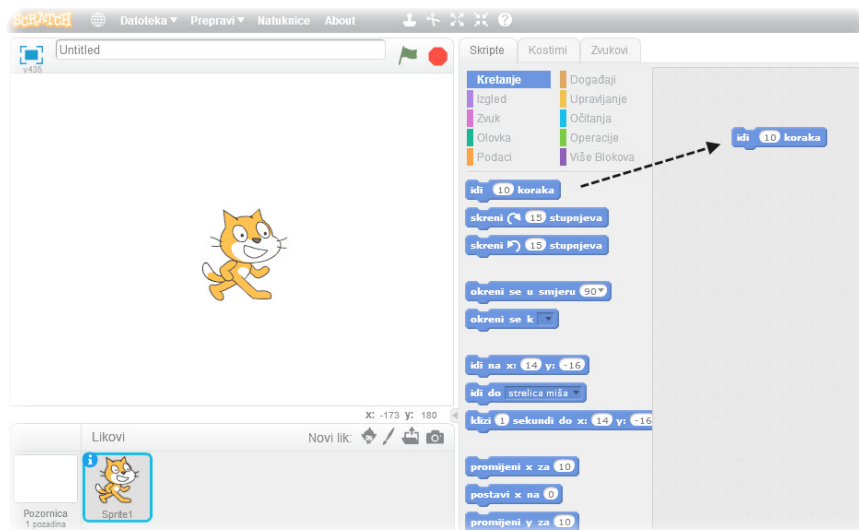 SCRATCH Datoteka Prepravi Natuknice About
Untitled
v435
x: -173 y: 180
Likovi Novi lik:
Pozornica
1 pozadina
Sprite1
Skripte Kostimi Zvukovi
Kretanje Događaji
Izgled Upravljanje
Zvuk Očitanja
Olovka Operacije
Podaci Više Blokova
idi 10 koraka
skreni 15 stupnjeva
skreni 15 stupnjeva
okreni se u smjeru 90
okreni se k
idi na x: 14 y: -16
idi do strelica miša
klizi 1 sekundi do x: 14 y: -16
promijeni x za 10
postavi x na 0
promijeni y za 10
idi 10 koraka